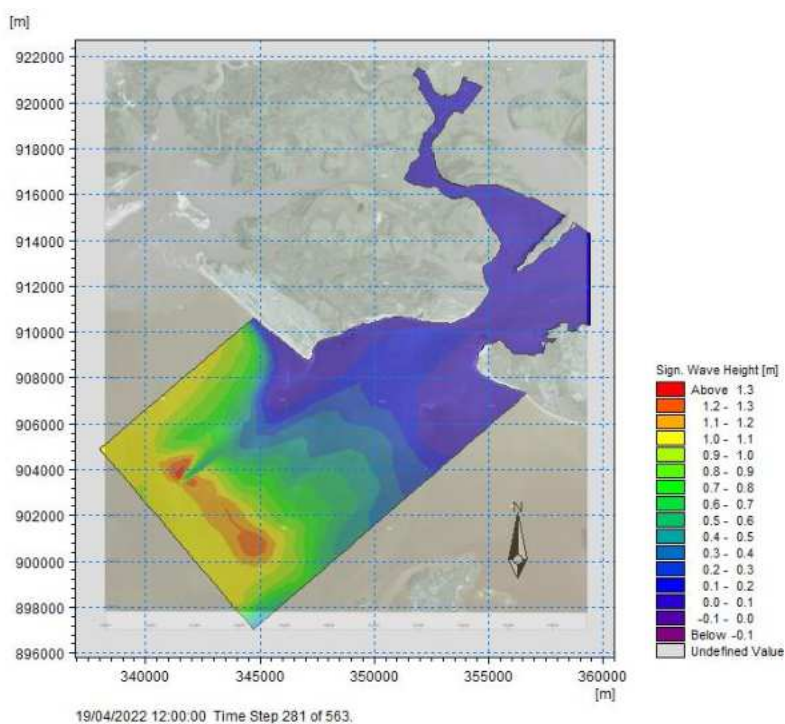 [m]
922000
920000
918000
916000
914000
912000
910000
908000
906000
904000
902000
900000
898000
896000
340000
345000
350000
355000
360000
[m]
N
Sign. Wave Height [m]
Above 1.3
1.2 - 1.3
1.1 - 1.2
1.0 - 1.1
0.9 - 1.0
0.8 - 0.9
0.7 - 0.8
0.6 - 0.7
0.5 - 0.6
0.4 - 0.5
0.3 - 0.4
0.2 - 0.3
0.1 - 0.2
0.0 - 0.1
-0.1 - 0.0
Below -0.1
Undefined Value
19/04/2022 12:00:00 Time Step 281 of 563.